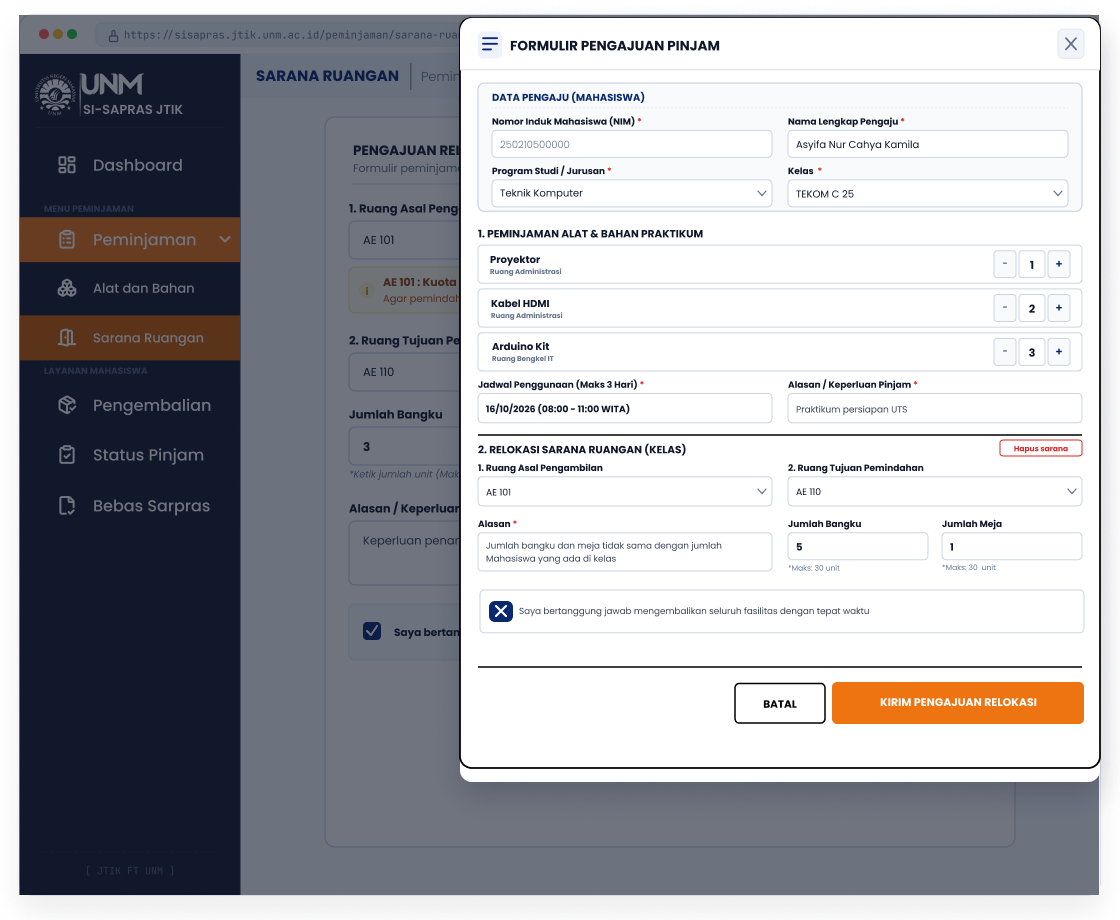 https://sisapras.jtik.unm.ac.id/peminjaman/sarana-rua
UNM
SI-SAPRAS JTIK
Dashboard
MENU PEMINJAMAN
Peminjaman
Alat dan Bahan
Sarana Ruangan
LAYANAN MAHASISWA
Pengembalian
Status Pinjam
Bebas Sarpras
[ JTIK FT UNM ]
SARANA RUANGAN
Pemin
PENGAJUAN REL
Formulir peminjama
1. Ruang Asal Peng
AE 101
AE 101 : Kuota
Agar pemindah
2. Ruang Tujuan Pe
AE 110
Jumlah Bangku
3
*Ketik jumlah unit (Mak
Alasan / Keperluan
Keperluan penan
Saya bertan
FORMULIR PENGAJUAN PINJAM
DATA PENGAJU (MAHASISWA)
Nomor Induk Mahasiswa (NIM) *
250210500000
Nama Lengkap Pengaju *
Asyifa Nur Cahya Kamila
Program Studi / Jurusan *
Teknik Komputer
Kelas *
TEKOM C 25
1. PEMINJAMAN ALAT & BAHAN PRAKTIKUM
Proyektor
Ruang Administrasi
- 1 +
Kabel HDMI
Ruang Administrasi
- 2 +
Arduino Kit
Ruang Bengkel IT
- 3 +
Jadwal Penggunaan (Maks 3 Hari) *
16/10/2026 (08:00 - 11:00 WITA)
Alasan / Keperluan Pinjam *
Praktikum persiapan UTS
2. RELOKASI SARANA RUANGAN (KELAS)
Hapus sarana
1. Ruang Asal Pengambilan
AE 101
2. Ruang Tujuan Pemindahan
AE 110
Alasan *
Jumlah bangku dan meja tidak sama dengan jumlah
Mahasiswa yang ada di kelas
Jumlah Bangku
5
*Maks: 30 unit
Jumlah Meja
1
*Maks: 30 unit
Saya bertanggung jawab mengembalikan seluruh fasilitas dengan tepat waktu
BATAL
KIRIM PENGAJUAN RELOKASI